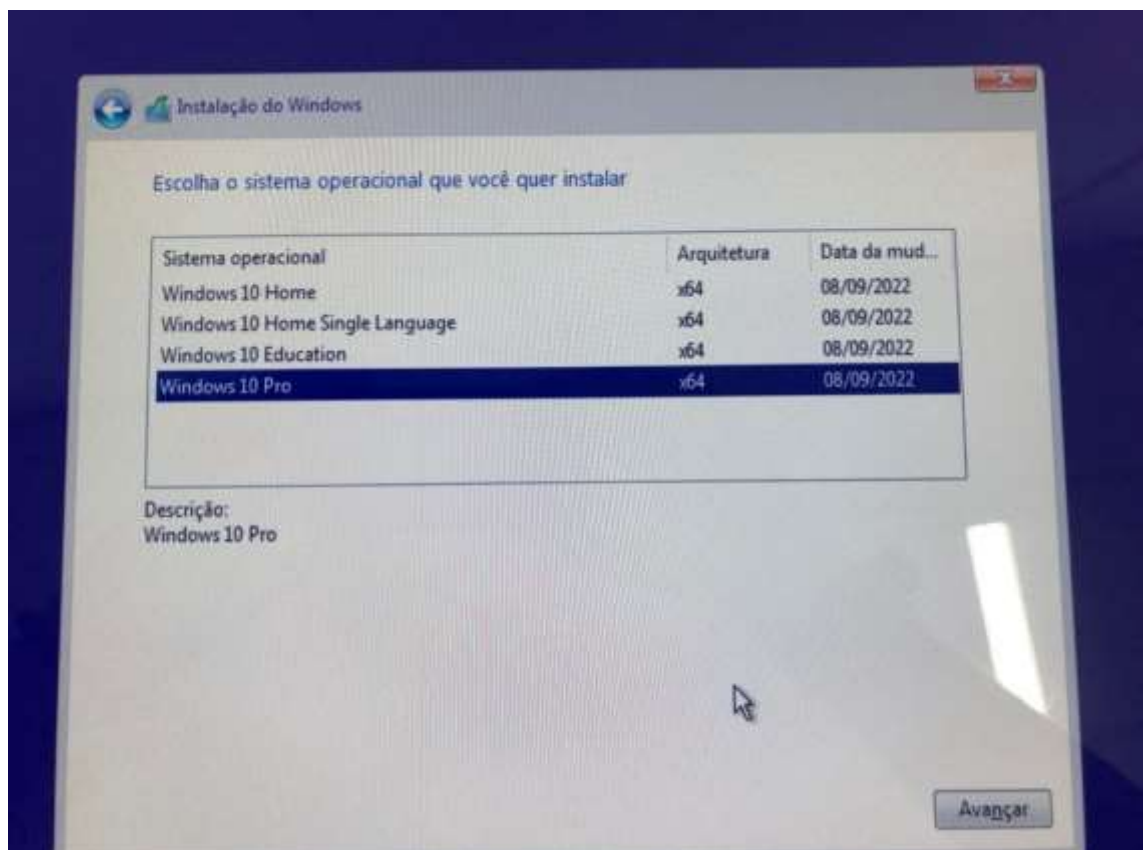 Instalação do Windows
Escolha o sistema operacional que você quer instalar
Sistema operacional Arquitetura Data da mud...
Windows 10 Home x64 08/09/2022
Windows 10 Home Single Language x64 08/09/2022
Windows 10 Education x64 08/09/2022
Windows 10 Pro x64 08/09/2022
Descrição:
Windows 10 Pro
Avançar